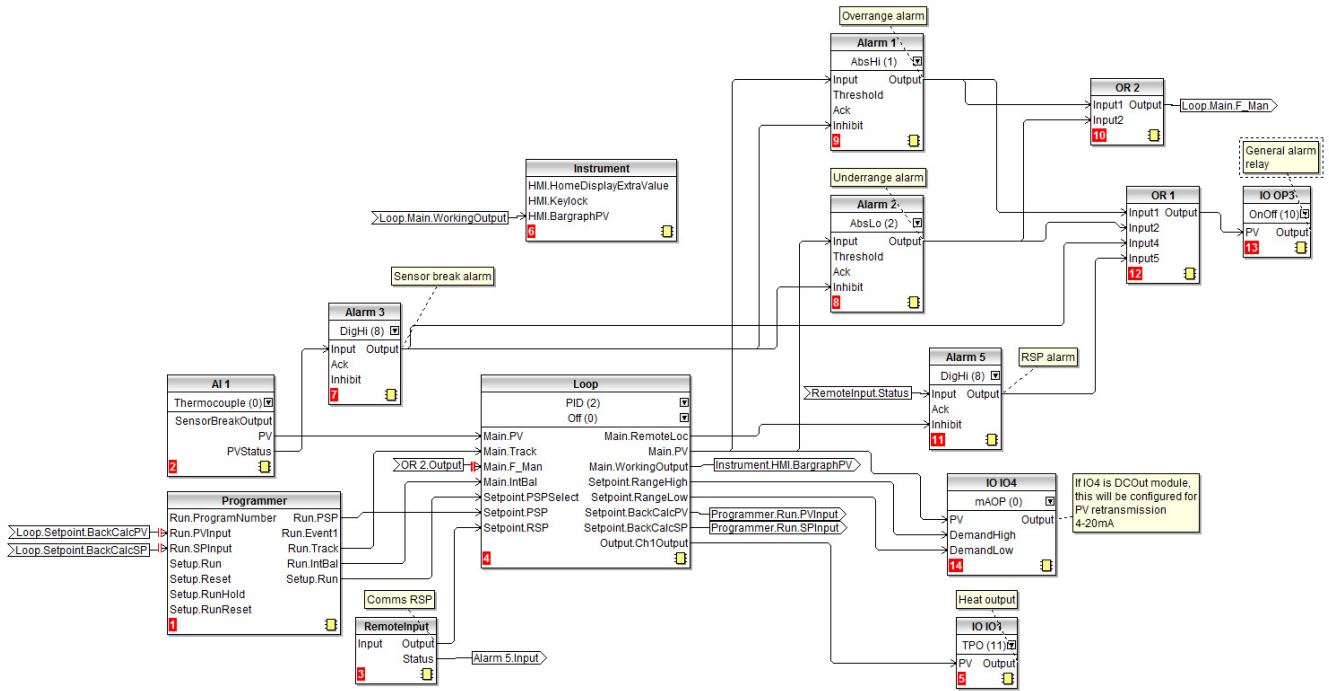 Overrange alarm
Alarm 1
AbsHi (1)
Input Output
Threshold
Ack
Inhibit
9
OR 2
Input1 Output
Input2
10
Loop.Main.F_Man
General alarm
relay
Instrument
HMI.HomeDisplayExtraValue
HMI.Keylock
HMI.BargraphPV
6
Loop.Main.WorkingOutput
Underrange alarm
Alarm 2
AbsLo (2)
Input Output
Threshold
Ack
Inhibit
8
OR 1
Input1 Output
Input2
Input4
Input5
12
IO OP3
OnOff (10)
PV Output
13
Sensor break alarm
Alarm 3
DigHi (8)
Input Output
Ack
Inhibit
7
AI 1
Thermocouple (0)
SensorBreakOutput
PV
PVStatus
2
Loop
PID (2)
Off (0)
Main.PV Main.RemoteLoc
Main.Track Main.PV
Main.F_Man Main.WorkingOutput
Main.IntBal Setpoint.RangeHigh
Setpoint.PSPSelect Setpoint.RangeLow
Setpoint.PSP Setpoint.BackCalcPV
Setpoint.RSP Setpoint.BackCalcSP
Output.Ch1Output
4
OR 2.Output
Instrument.HMI.BargraphPV
Programmer.Run.PVInput
Programmer.Run.SPInput
RSP alarm
Alarm 5
DigHi (8)
Input Output
Ack
Inhibit
11
RemoteInput.Status
IO IO4
mAOP (0)
PV Output
DemandHigh
DemandLow
14
If IO4 is DCOut module,
this will be configured for
PV retransmission
4-20mA
Programmer
Run.ProgramNumber Run.PSP
Run.PVInput Run.Event1
Run.SPInput Run.Track
Setup.Run Run.IntBal
Setup.Reset Setup.Run
Setup.RunHold
Setup.RunReset
1
Loop.Setpoint.BackCalcPV
Loop.Setpoint.BackCalcSP
Comms RSP
RemoteInput
Input Output
Status
3
Alarm 5.Input
Heat output
IO IO1
TPO (11)
PV Output
5